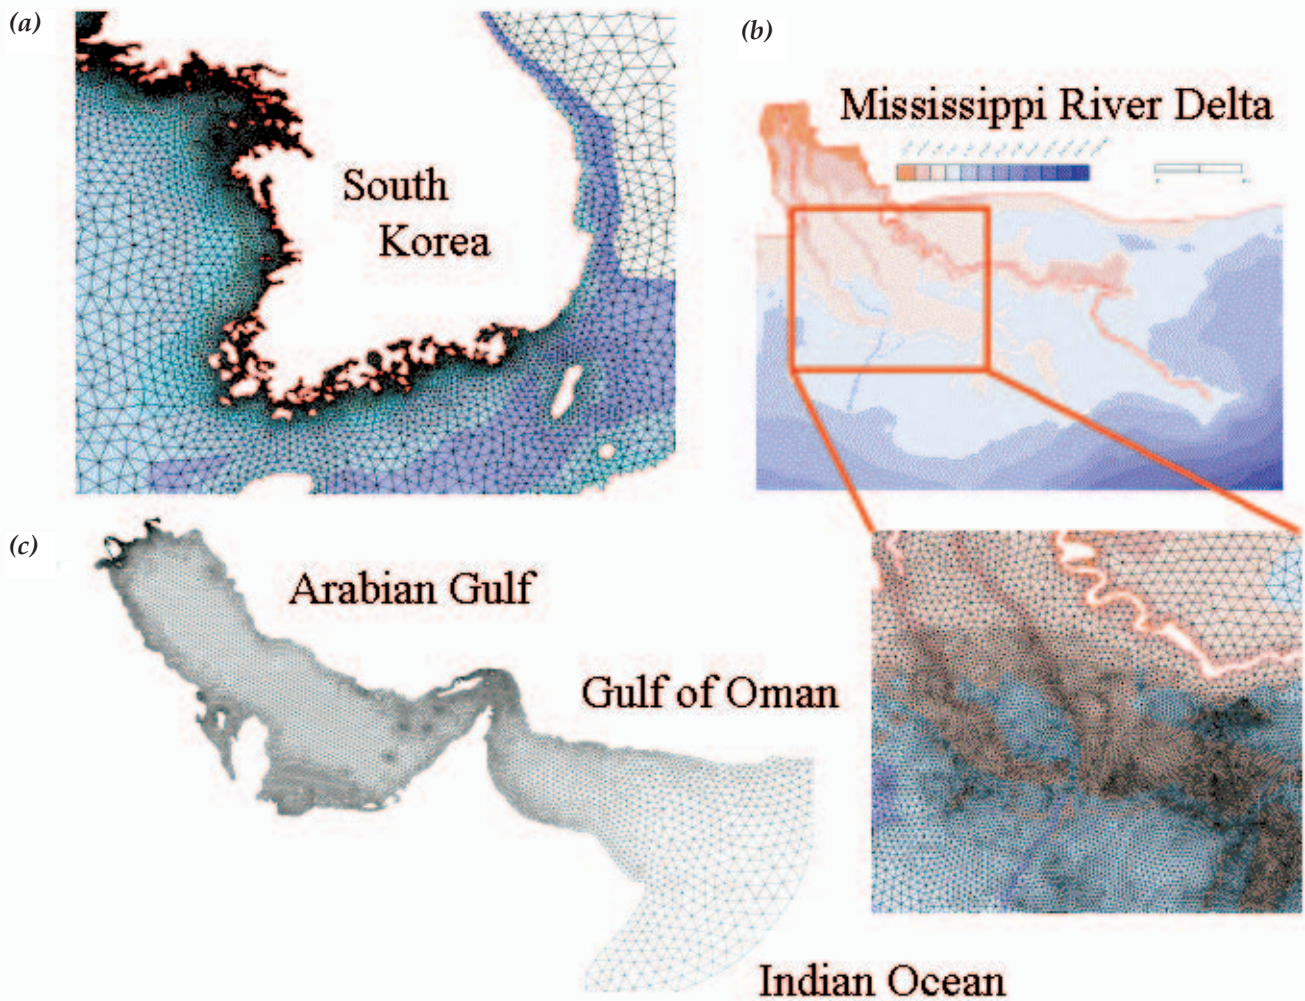 (a)
South
Korea
(b)
Mississippi River Delta
(c)
Arabian Gulf
Gulf of Oman
Indian Ocean